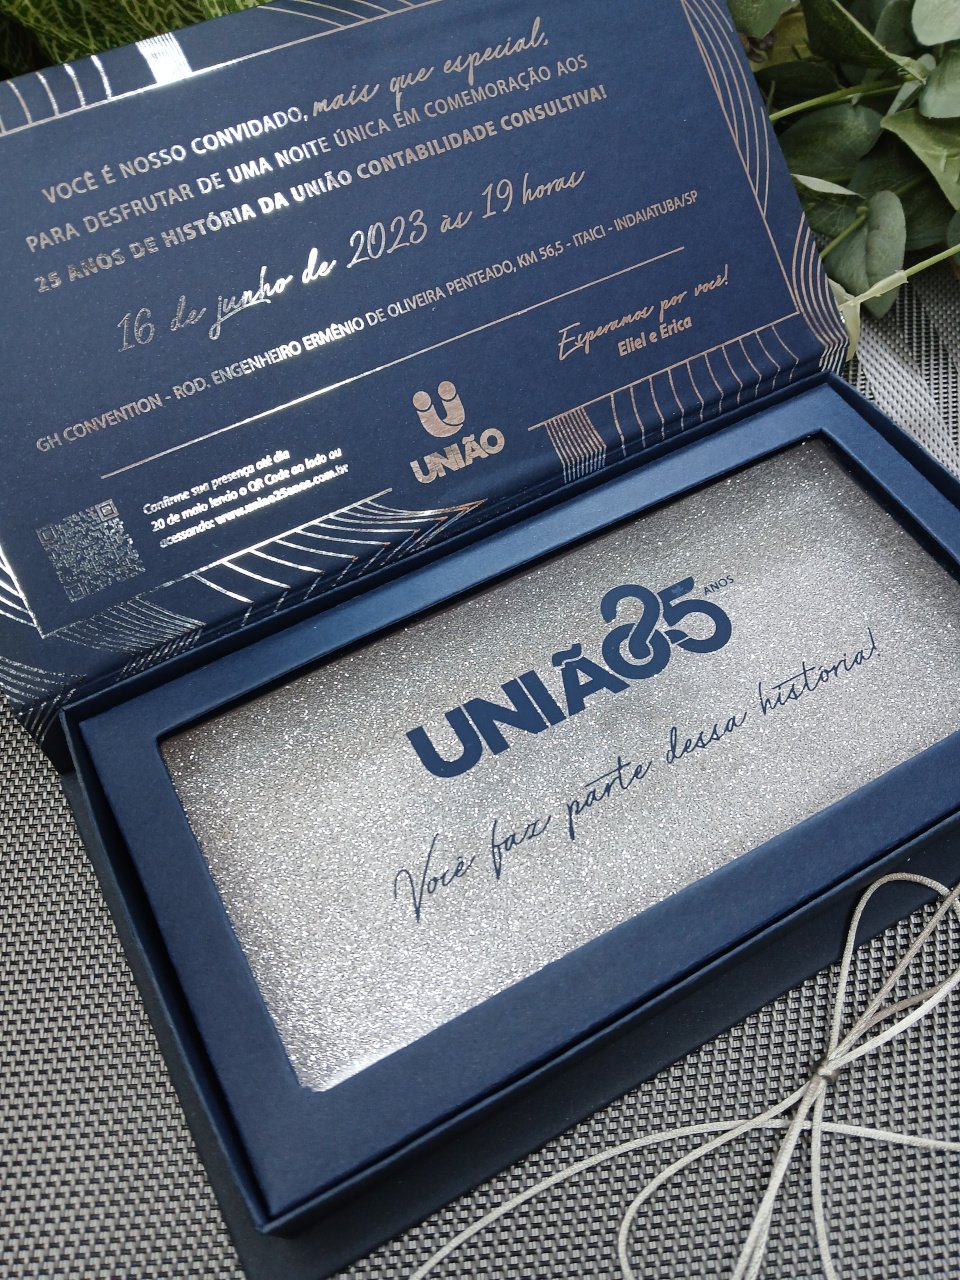 VOCÊ É NOSSO CONVIDADO, mais que especial,
PARA DESFRUTAR DE UMA NOITE ÚNICA EM COMEMORAÇÃO AOS
25 ANOS DE HISTÓRIA DA UNIÃO CONTABILIDADE CONSULTIVA!
16 de junho de 2023 às 19 horas
GH CONVENTION - ROD. ENGENHEIRO ERMÊNIO DE OLIVEIRA PENTEADO, KM 56,5 - ITAICI - INDAIATUBA/SP
Esperamos por você!
Eliel e Érica
UNIÃO
Confirme sua presença até dia
20 de maio lendo o QR Code ao lado ou
acessando: www.uniao25anos.com.br
UNIÃO 25 ANOS
Você faz parte dessa história!